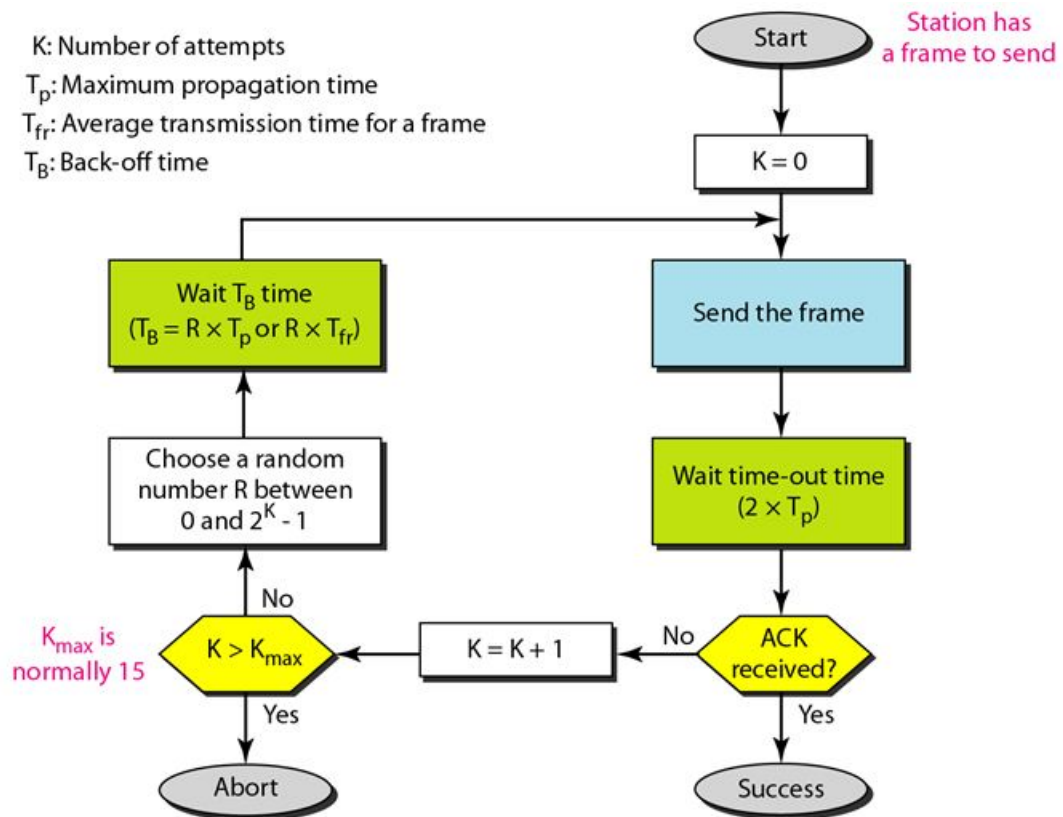 K: Number of attempts
Tp: Maximum propagation time
Tfr: Average transmission time for a frame
TB: Back-off time
Start
Station has
a frame to send
K = 0
Wait TB time
(TB = R × Tp or R × Tfr)
Send the frame
Choose a random
number R between
0 and 2^K - 1
Wait time-out time
(2 × Tp)
No
Kmax is
normally 15
K > Kmax
K = K + 1
No
ACK
received?
Yes
Yes
Abort
Success